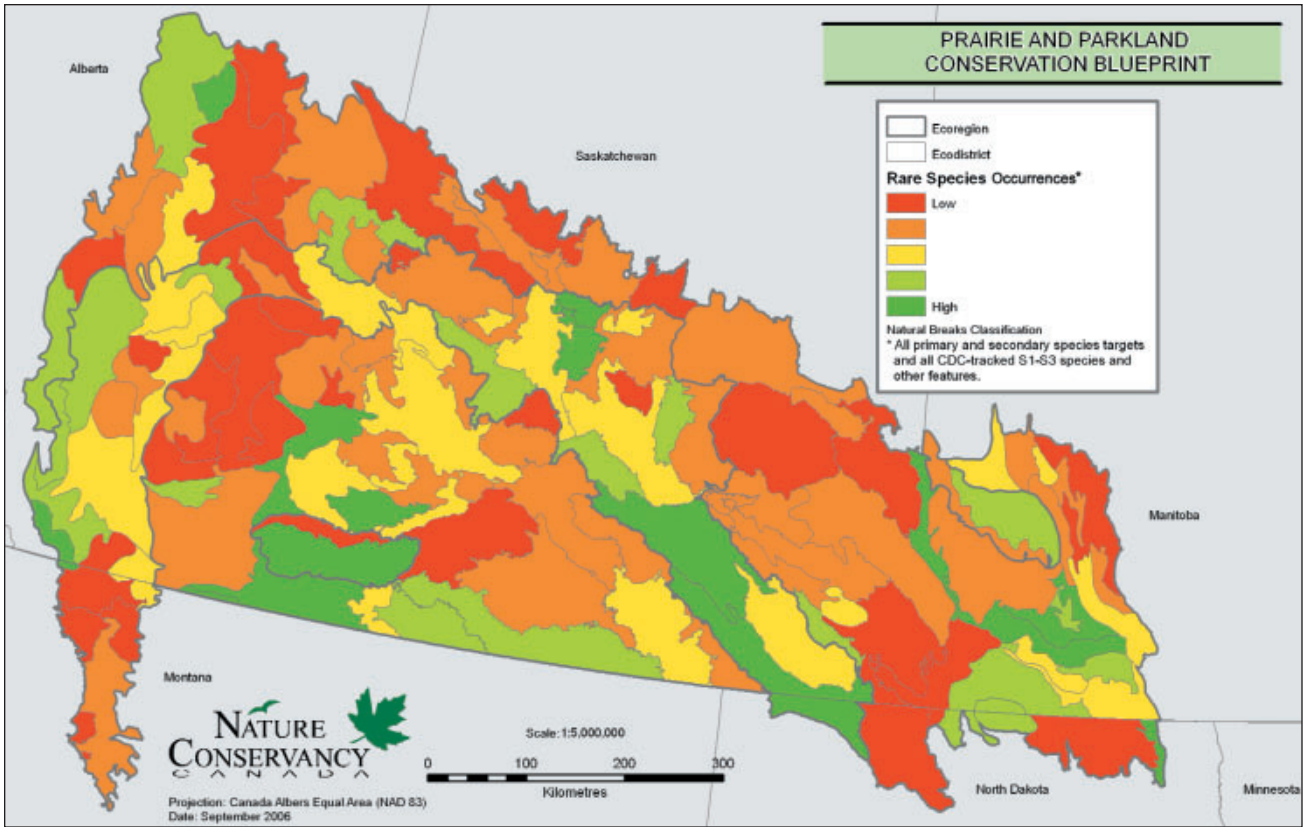 PRAIRIE AND PARKLAND
CONSERVATION BLUEPRINT
Alberta
Saskatchewan
Ecoregion
Ecodistrict
Rare Species Occurrences*
Low
High
Natural Breaks Classification
* All primary and secondary species targets
and all CDC-tracked S1-S3 species and
other features.
Manitoba
Montana
NATURE
CONSERVANCY
CANADA
Scale: 1:5,000,000
0 100 200 300
Kilometres
Projection: Canada Albers Equal Area (NAD 83)
Date: September 2006
North Dakota
Minnesota